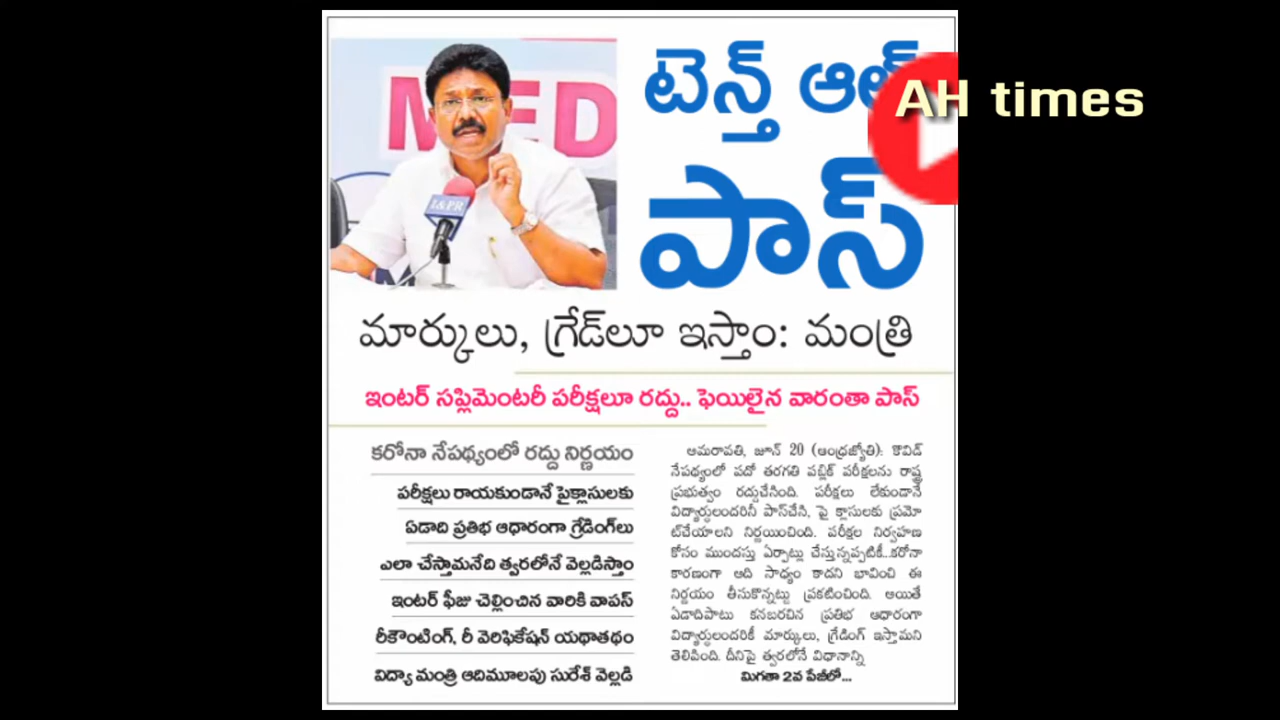 టెన్త్ ఆల్
AH times
పాస్
MED
I&PR
మార్కులు, గ్రేడ్‌లూ ఇస్తాం: మంత్రి
ఇంటర్ సప్లిమెంటరీ పరీక్షలూ రద్దు.. ఫెయిలైన వారంతా పాస్
కరోనా నేపథ్యంలో రద్దు నిర్ణయం
పరీక్షలు రాయకుండానే పైక్లాసులకు
ఏడాది ప్రతిభ ఆధారంగా గ్రేడింగ్‌లు
ఎలా చేస్తామనేది త్వరలోనే వెల్లడిస్తాం
ఇంటర్ ఫీజు చెల్లించిన వారికి వాపస్
రీకౌంటింగ్, రీ వెరిఫికేషన్ యథాతథం
విద్యా మంత్రి ఆదిమూలపు సురేశ్ వెల్లడి
అమరావతి, జూన్ 20 (ఆంధ్రజ్యోతి): కొవిడ్
నేపథ్యంలో పదో తరగతి పబ్లిక్ పరీక్షలను రాష్ట్ర
ప్రభుత్వం రద్దుచేసింది. పరీక్షలు లేకుండానే
విద్యార్థులందరినీ పాస్‌చేసి, పై క్లాసులకు ప్రమో
ట్‌చేయాలని నిర్ణయించింది. పరీక్షల నిర్వహణ
కోసం ముందస్తు ఏర్పాట్లు చేస్తున్నప్పటికీ..కరోనా
కారణంగా అది సాధ్యం కాదని భావించి ఈ
నిర్ణయం తీసుకొన్నట్టు ప్రకటించింది. అయితే
ఏడాదిపాటు కనబరచిన ప్రతిభ ఆధారంగా
విద్యార్థులందరికీ మార్కులు, గ్రేడింగ్ ఇస్తామని
తెలిపింది. దీనిపై త్వరలోనే విధానాన్ని
మిగతా 2వ పేజీలో...